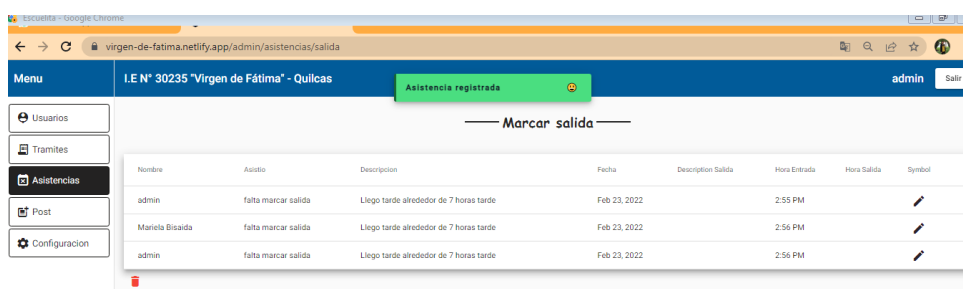 Escuelita - Google Chrome
virgen-de-fatima.netlify.app/admin/asistencias/salida
Menu
I.E N° 30235 "Virgen de Fátima" - Quilcas
admin
Salir
Asistencia registrada
Usuarios
Tramites
Asistencias
Post
Configuracion
Marcar salida
Nombre Asistio Descripcion Fecha Description Salida Hora Entrada Hora Salida Symbol
admin falta marcar salida Llego tarde alrededor de 7 horas tarde Feb 23, 2022 2:55 PM
Mariela Bisaida falta marcar salida Llego tarde alrededor de 7 horas tarde Feb 23, 2022 2:56 PM
admin falta marcar salida Llego tarde alrededor de 7 horas tarde Feb 23, 2022 2:56 PM